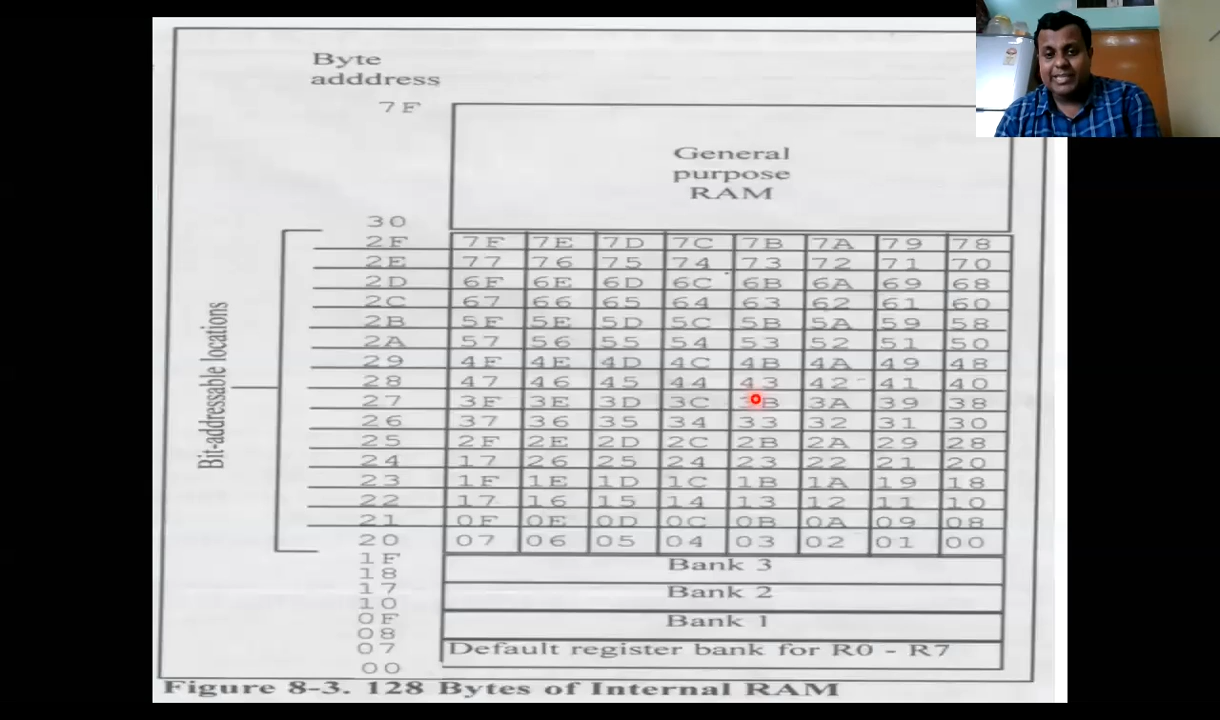 Byte
adddress
7F
General
purpose
RAM
30
2F 7F 7E 7D 7C 7B 7A 79 78
2E 77 76 75 74 73 72 71 70
2D 6F 6E 6D 6C 6B 6A 69 68
2C 67 66 65 64 63 62 61 60
2B 5F 5E 5D 5C 5B 5A 59 58
2A 57 56 55 54 53 52 51 50
29 4F 4E 4D 4C 4B 4A 49 48
28 47 46 45 44 43 42 41 40
27 3F 3E 3D 3C 3B 3A 39 38
26 37 36 35 34 33 32 31 30
25 2F 2E 2D 2C 2B 2A 29 28
24 17 26 25 24 23 22 21 20
23 1F 1E 1D 1C 1B 1A 19 18
22 17 16 15 14 13 12 11 10
21 0F 0E 0D 0C 0B 0A 09 08
20 07 06 05 04 03 02 01 00
Bit-addressable locations
1F
18
Bank 3
17
10
Bank 2
0F
08
Bank 1
07
00
Default register bank for R0 - R7
Figure 8-3. 128 Bytes of Internal RAM